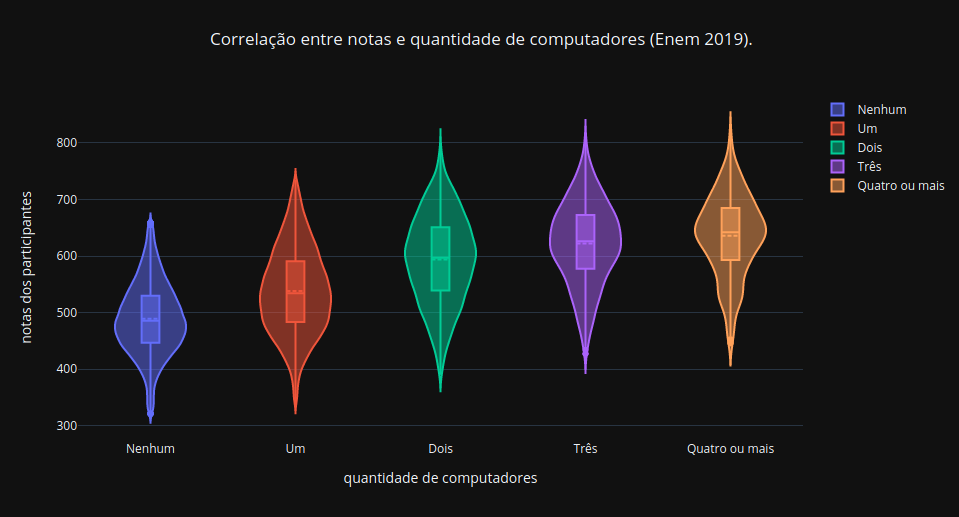 Correlação entre notas e quantidade de computadores (Enem 2019).
Nenhum
Um
Dois
Três
Quatro ou mais
notas dos participantes
800
700
600
500
400
300
Nenhum
Um
Dois
Três
Quatro ou mais
quantidade de computadores